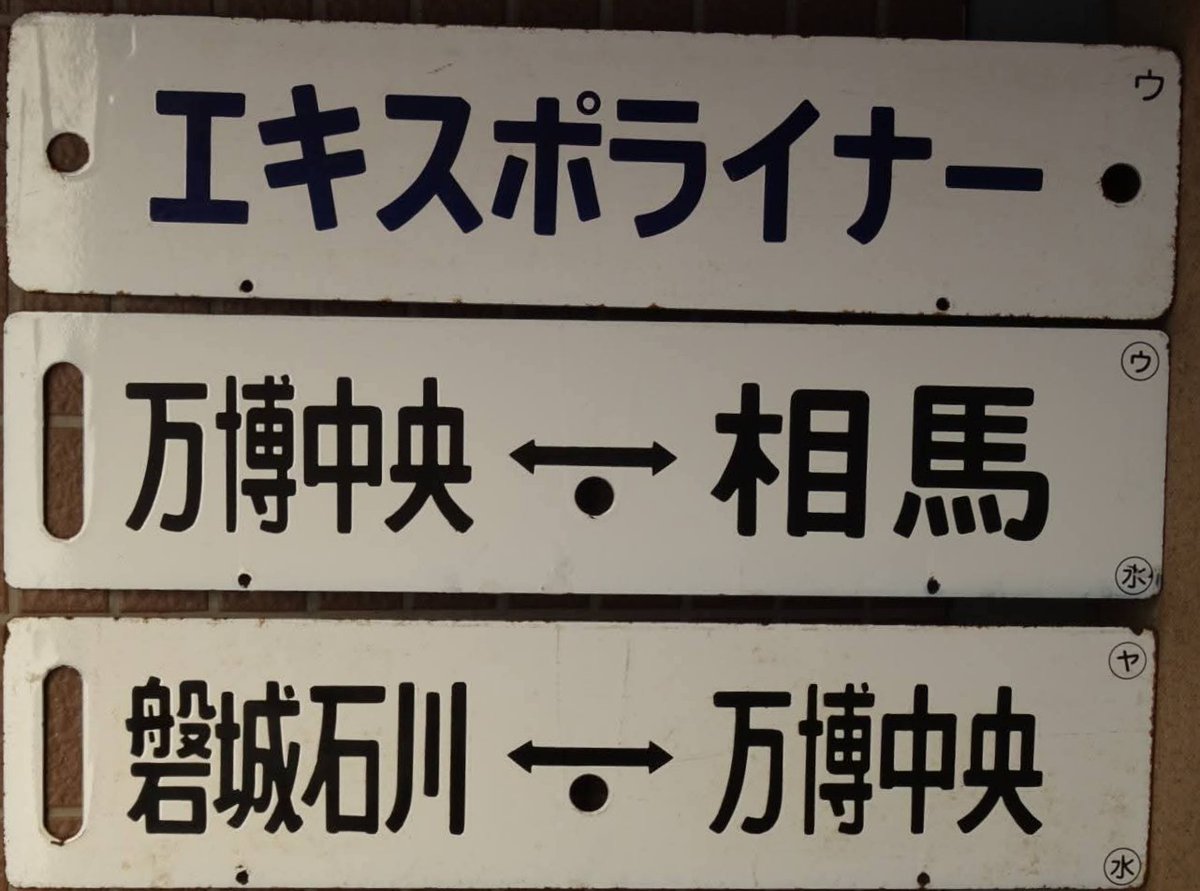 エキスポライナー ウ
万博中央 ↔ 相馬 ㋒
㊌
磐城石川 ↔ 万博中央 ㋳
㊌